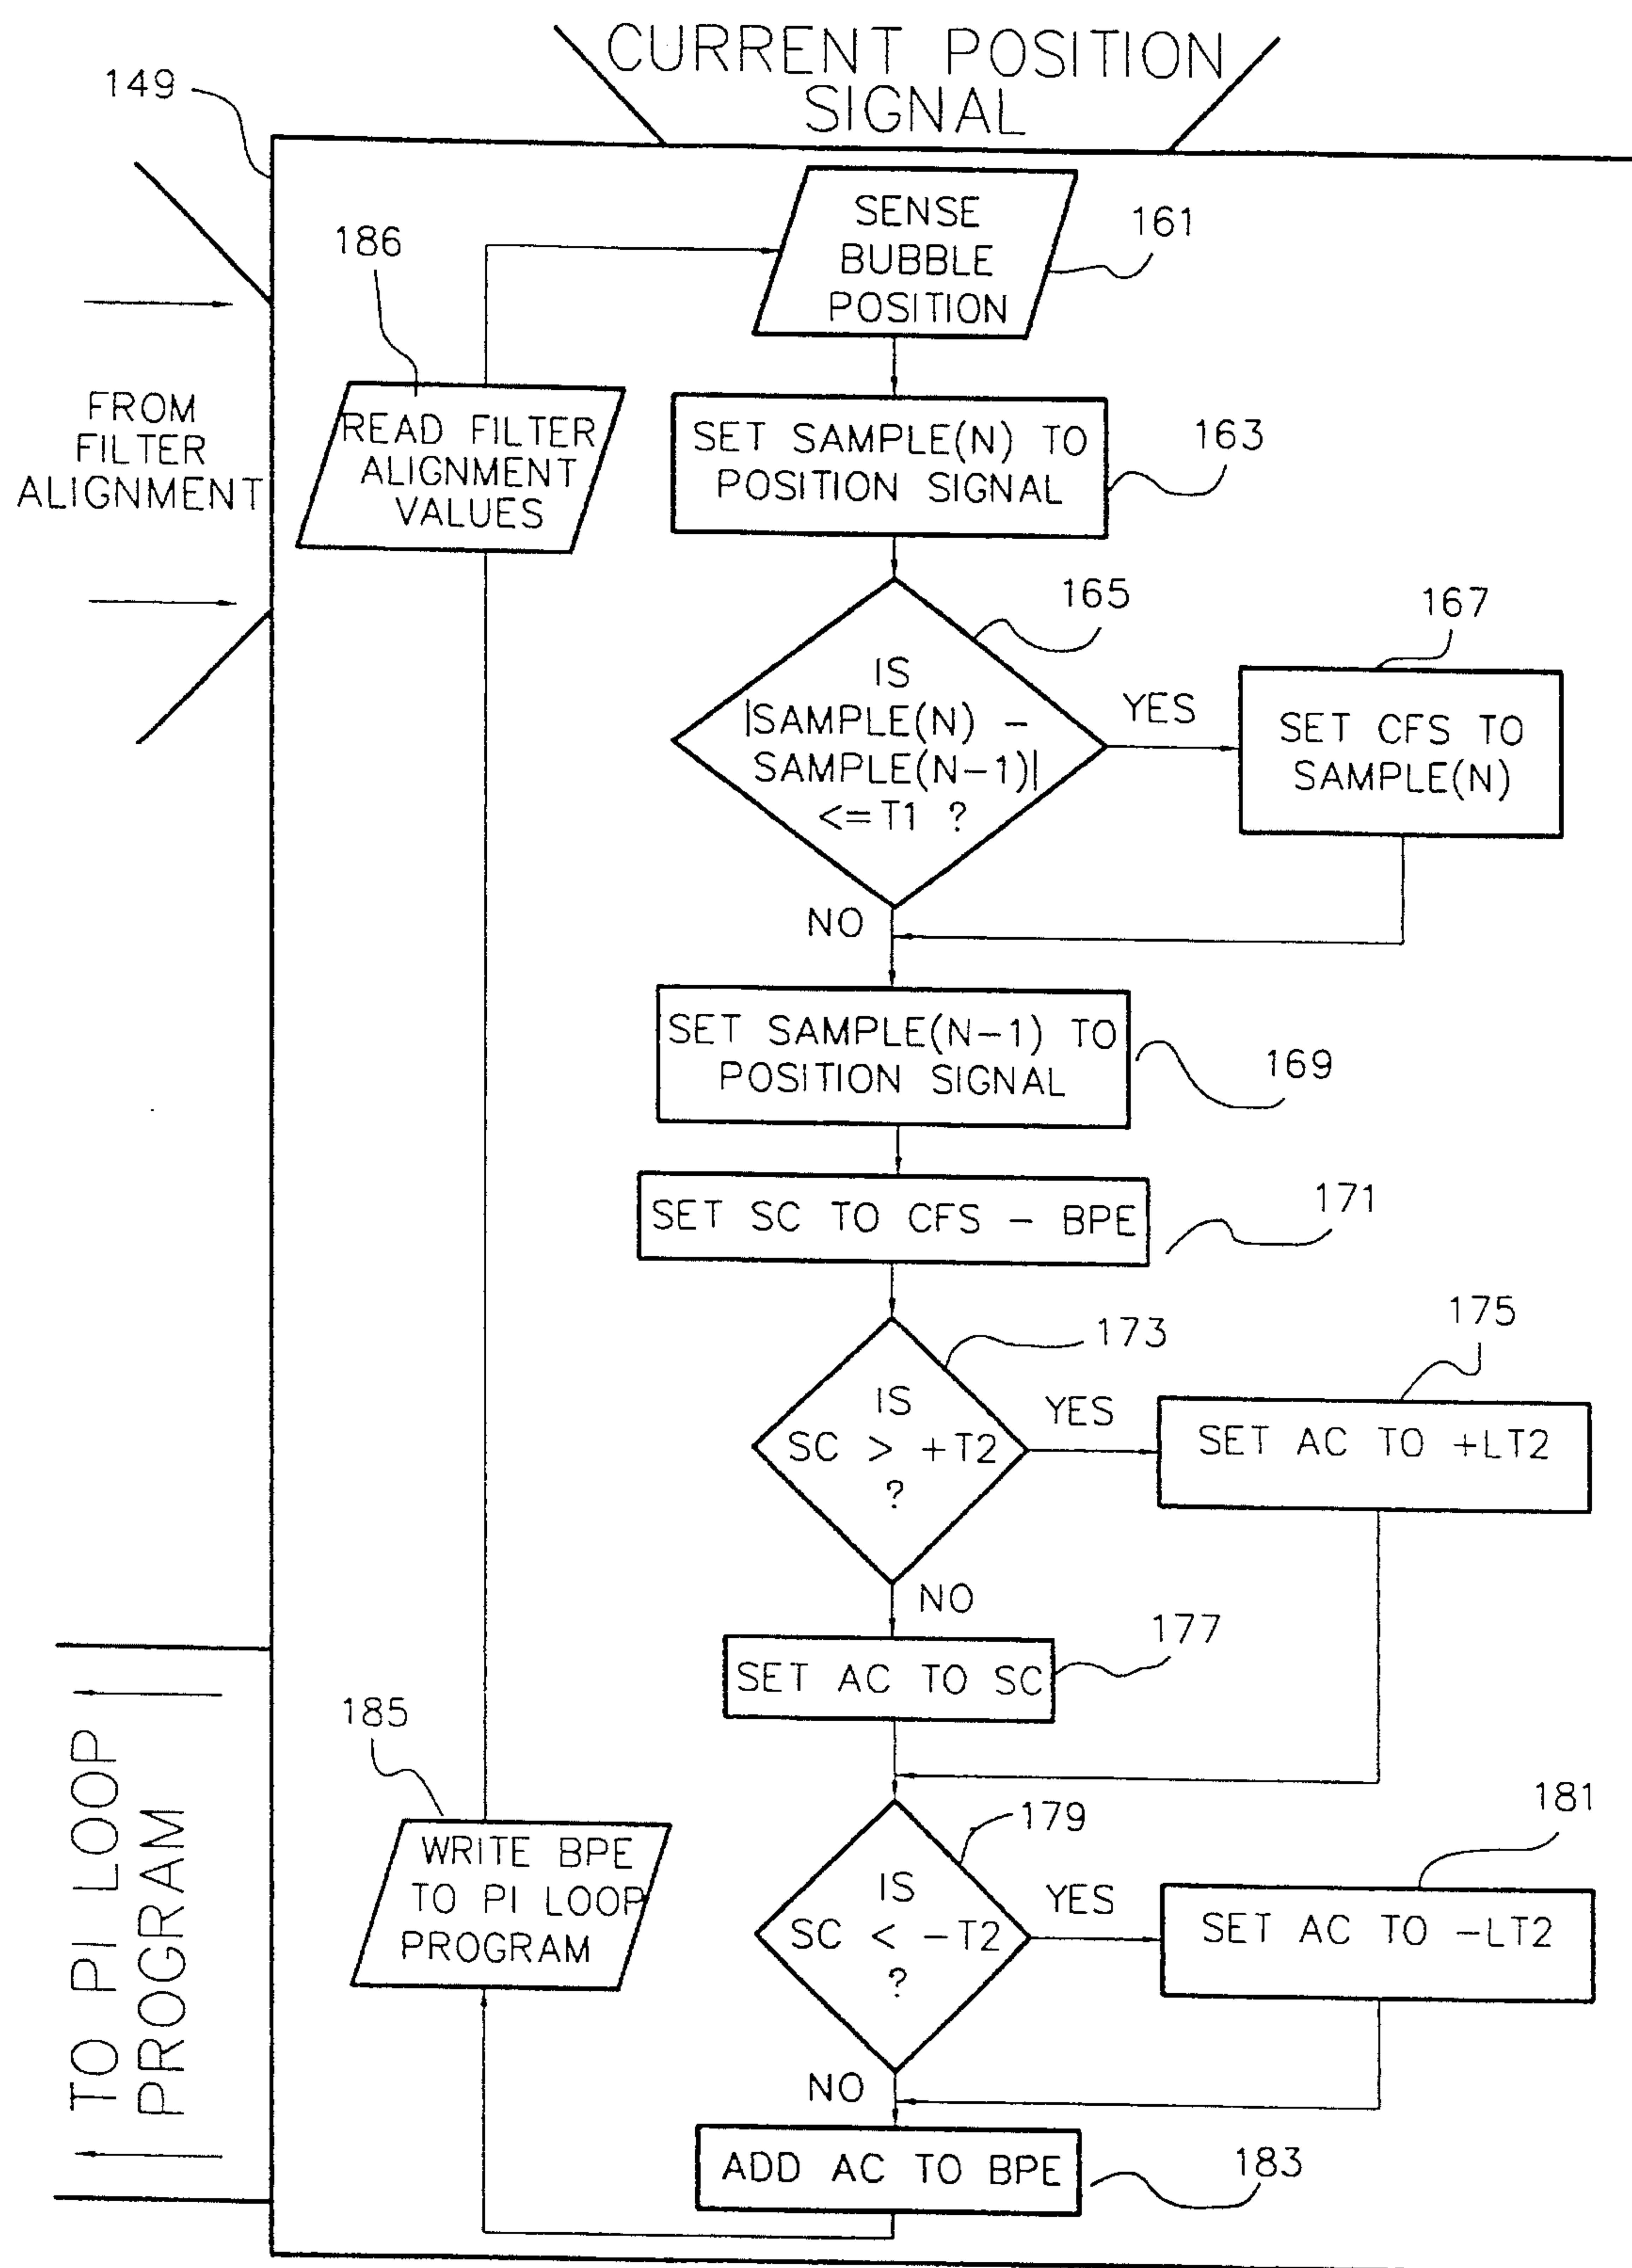 CURRENT POSITION
SIGNAL
149
SENSE
BUBBLE
POSITION
161
186
FROM
FILTER
ALIGNMENT
READ FILTER
ALIGNMENT
VALUES
SET SAMPLE(N) TO
POSITION SIGNAL
163
165
IS
|SAMPLE(N) -
SAMPLE(N-1)|
<=T1 ?
YES
167
SET CFS TO
SAMPLE(N)
NO
SET SAMPLE(N-1) TO
POSITION SIGNAL
169
SET SC TO CFS - BPE
171
173
IS
SC > +T2
?
YES
175
SET AC TO +LT2
NO
SET AC TO SC
177
179
IS
SC < -T2
?
YES
181
SET AC TO -LT2
NO
ADD AC TO BPE
183
185
WRITE BPE
TO PI LOOP
PROGRAM
TO PI LOOP
PROGRAM